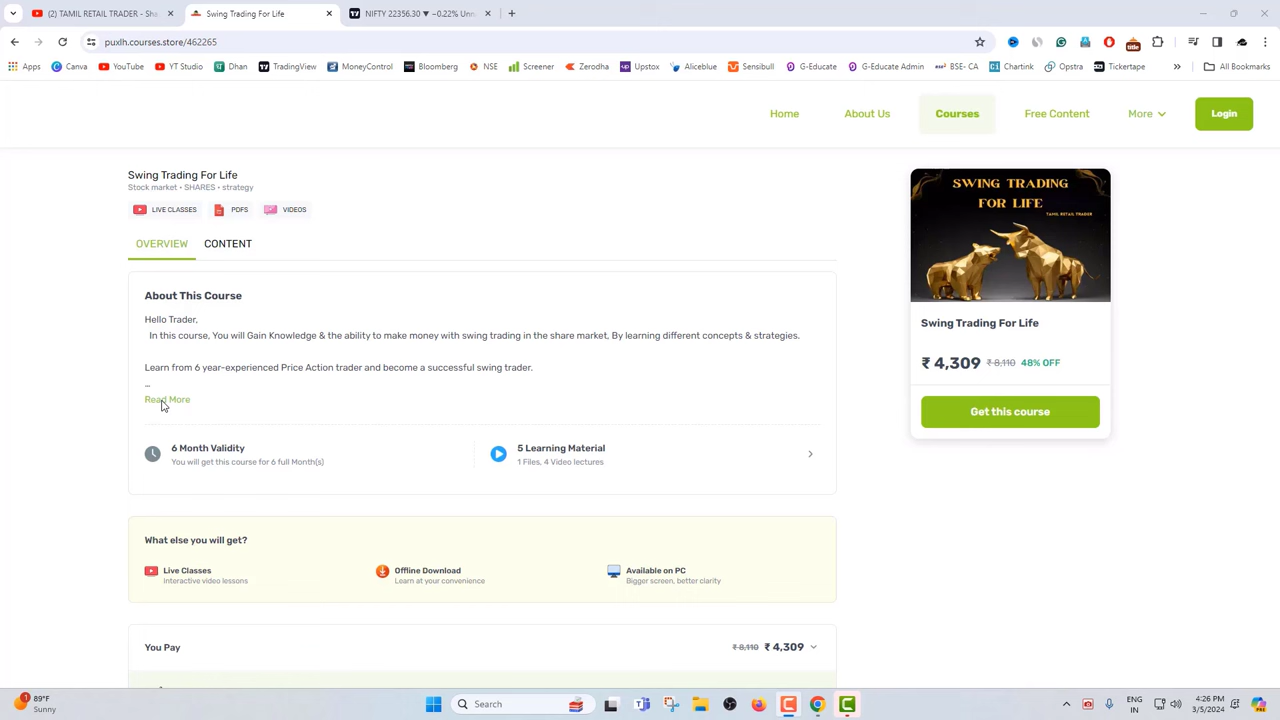 (2) TAMIL RETAIL TRADER - Sha
Swing Trading For Life
NIFTY 22356.30 ▼ −0.22% Unn
puxlh.courses.store/462265
Apps
Canva
YouTube
YT Studio
Dhan
TradingView
MoneyControl
Bloomberg
NSE
Screener
Zerodha
Upstox
Aliceblue
Sensibull
G-Educate
G-Educate Admin
BSE- CA
Chartink
Opstra
Tickertape
»
All Bookmarks
Home
About Us
Courses
Free Content
More
Login
Swing Trading For Life
Stock market • SHARES • strategy
LIVE CLASSES
PDFS
VIDEOS
OVERVIEW
CONTENT
About This Course
Hello Trader,
In this course, You will Gain Knowledge & the ability to make money with swing trading in the share market, By learning different concepts & strategies.
Learn from 6 year-experienced Price Action trader and become a successful swing trader.
...
Read More
6 Month Validity
You will get this course for 6 full Month(s)
5 Learning Material
1 Files, 4 Video lectures
What else you will get?
Live Classes
Interactive video lessons
Offline Download
Learn at your convenience
Available on PC
Bigger screen, better clarity
You Pay
₹ 8,110 ₹ 4,309
SWING TRADING
FOR LIFE
TAMIL RETAIL TRADER
Swing Trading For Life
₹ 4,309 ₹ 8,110 48% OFF
Get this course
1
89°F
Sunny
Search
ENG
IN
4:26 PM
3/5/2024